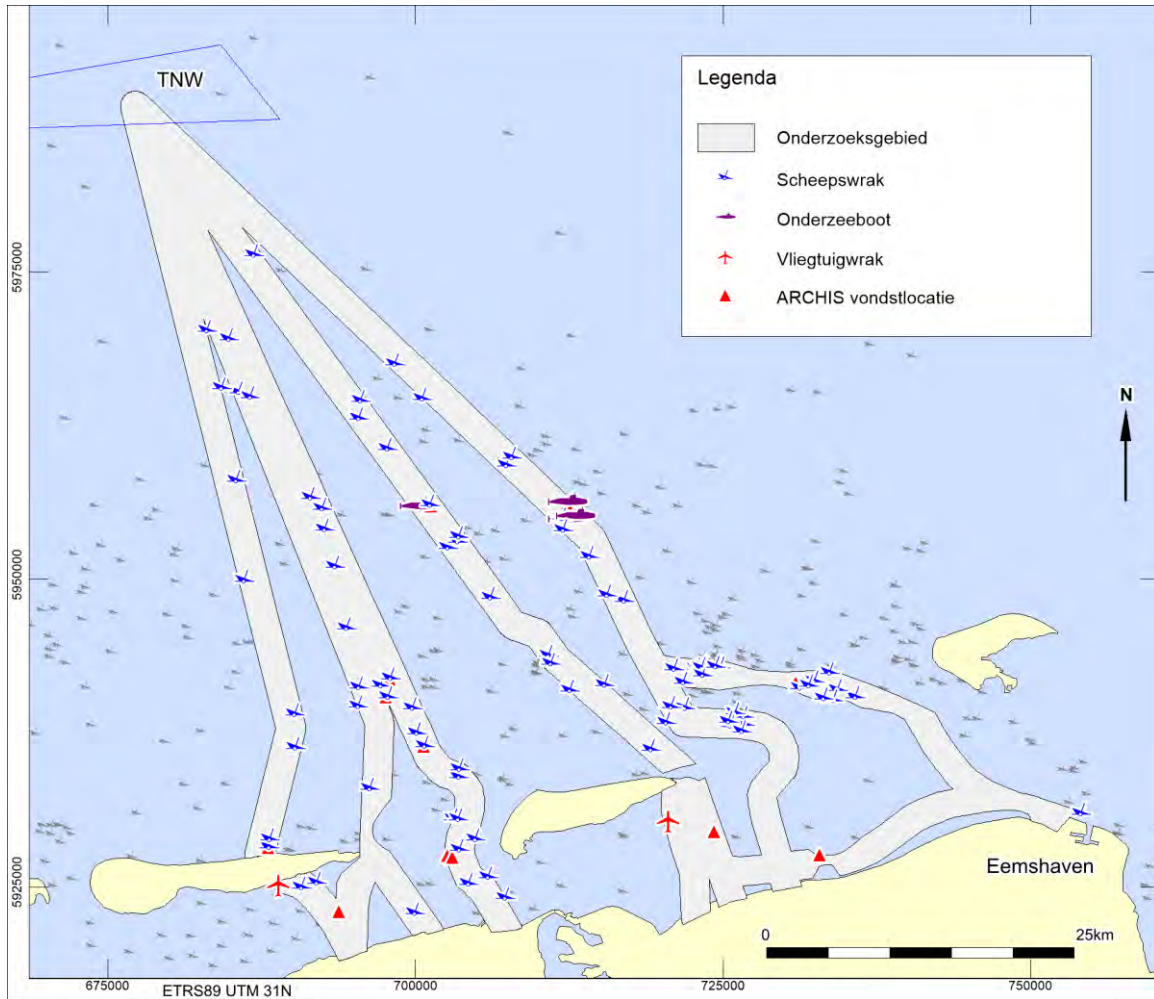 TNW
Legenda
Onderzoeksgebied
Scheepswrak
Onderzeeboot
Vliegtuigwrak
ARCHIS vondstlocatie
N
5975000
5950000
5925000
Eemshaven
0 25km
675000 700000 725000 750000
ETRS89 UTM 31N